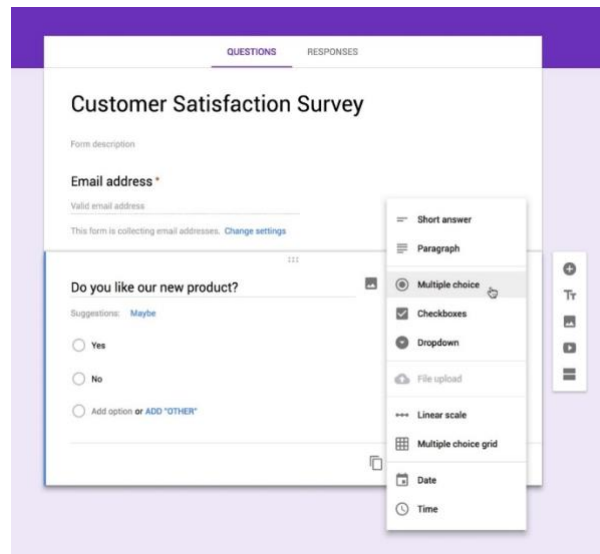 QUESTIONS RESPONSES
Customer Satisfaction Survey
Form description
Email address *
Valid email address
This form is collecting email addresses. Change settings
Do you like our new product?
Suggestions: Maybe
Yes
No
Add option or ADD "OTHER"
Short answer
Paragraph
Multiple choice
Checkboxes
Dropdown
File upload
Linear scale
Multiple choice grid
Date
Time
Tт